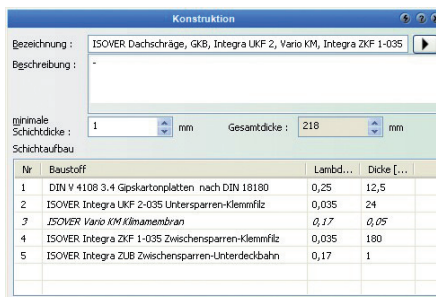 Konstruktion
Bezeichnung : ISOVER Dachschräge, GKB, Integra UKF 2, Vario KM, Integra ZKF 1-035
Beschreibung : -
minimale
Schichtdicke : 1 mm Gesamtdicke : 218 mm
Schichtaufbau
Nr Baustoff Lambd... Dicke [...
1 DIN V 4108 3.4 Gipskartonplatten nach DIN 18180 0,25 12,5
2 ISOVER Integra UKF 2-035 Untersparren-Klemmfilz 0,035 24
3 ISOVER Vario KM Klimamembran 0,17 0,05
4 ISOVER Integra ZKF 1-035 Zwischensparren-Klemmfilz 0,035 180
5 ISOVER Integra ZUB Zwischensparren-Unterdeckbahn 0,17 1